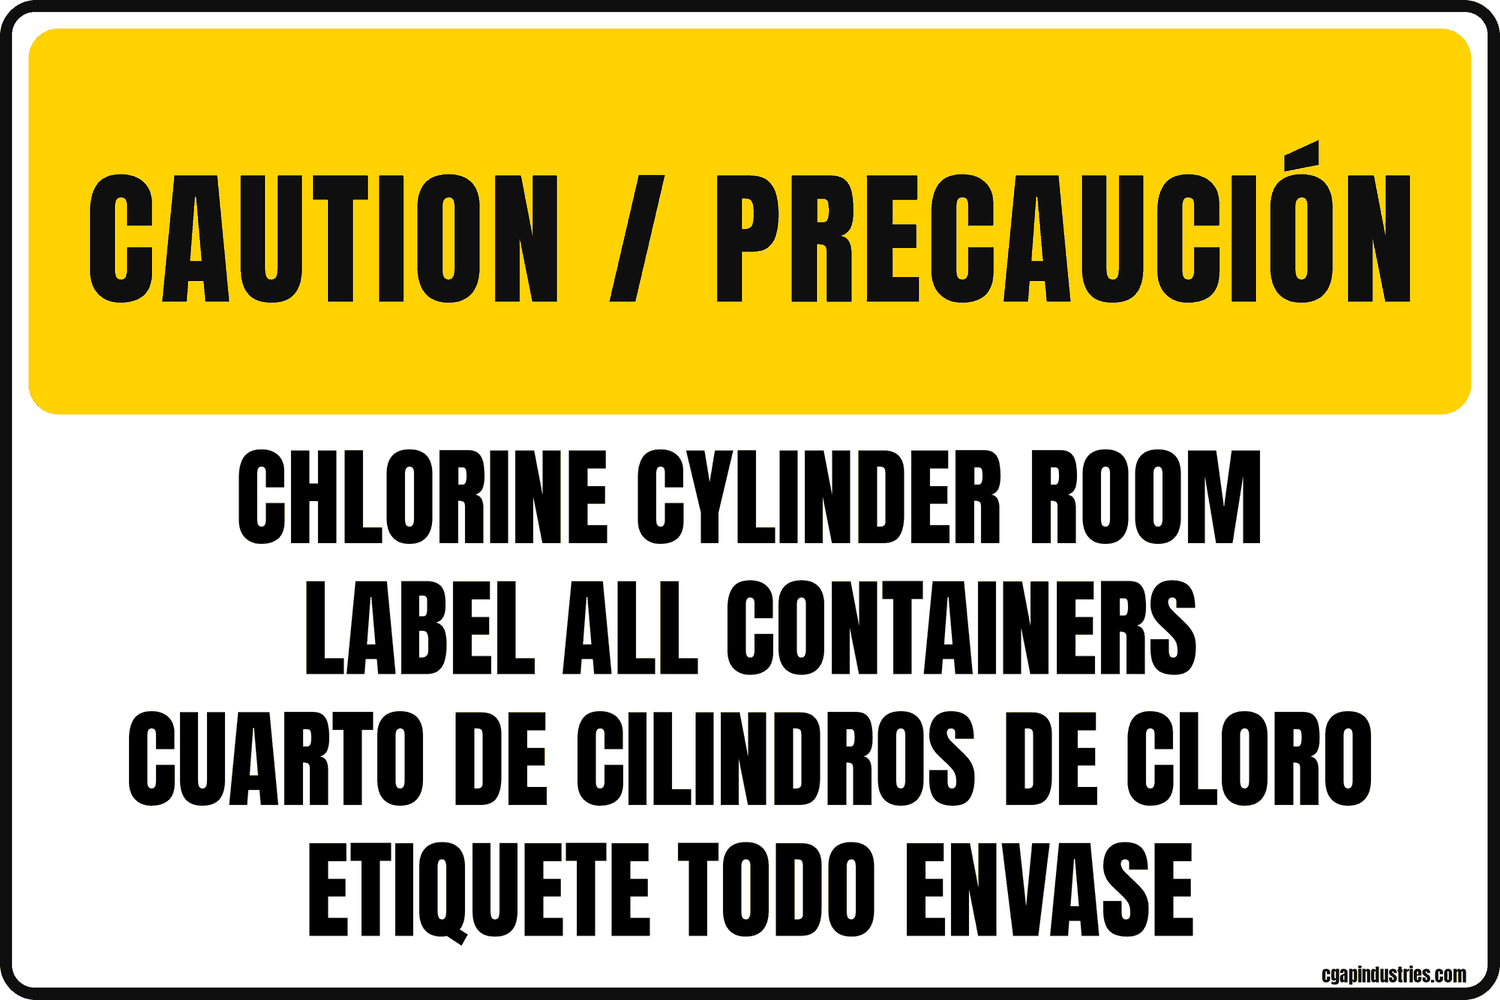 CAUTION / PRECAUCIÓN
CHLORINE CYLINDER ROOM
LABEL ALL CONTAINERS
CUARTO DE CILINDROS DE CLORO
ETIQUETE TODO ENVASE
cgapindustries.com